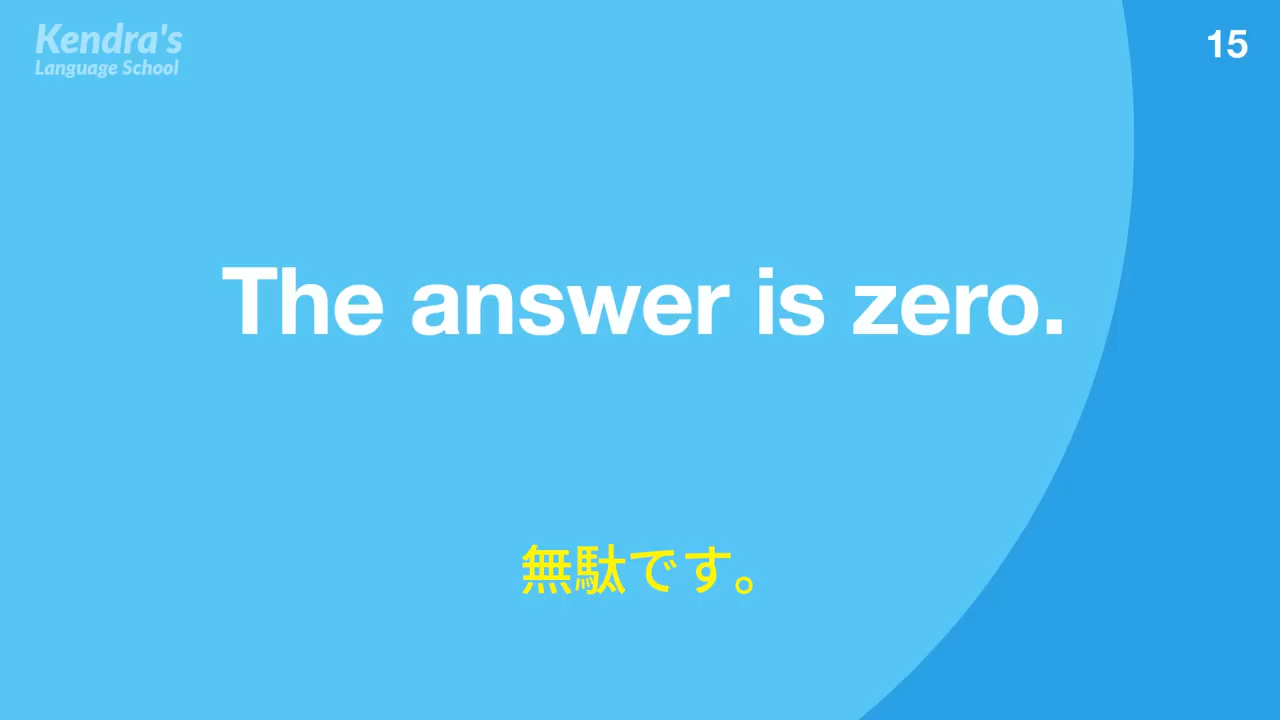 Kendra's
Language School
15
The answer is zero.
無駄です。